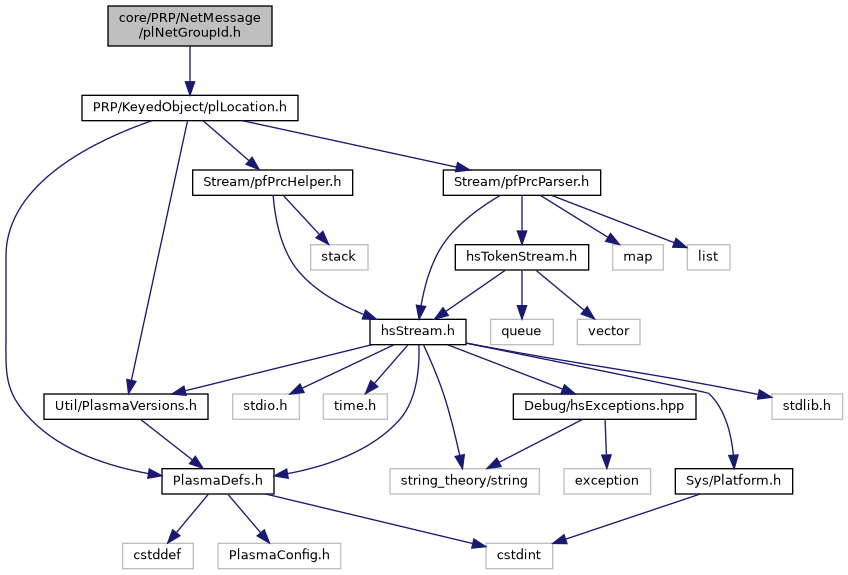 core/PRP/NetMessage
/plNetGroupId.h
PRP/KeyedObject/plLocation.h
Stream/pfPrcHelper.h
Stream/pfPrcParser.h
stack
hsTokenStream.h
map
list
hsStream.h
queue
vector
Util/PlasmaVersions.h
stdio.h
time.h
Debug/hsExceptions.hpp
stdlib.h
PlasmaDefs.h
string_theory/string
exception
Sys/Platform.h
cstddef
PlasmaConfig.h
cstdint